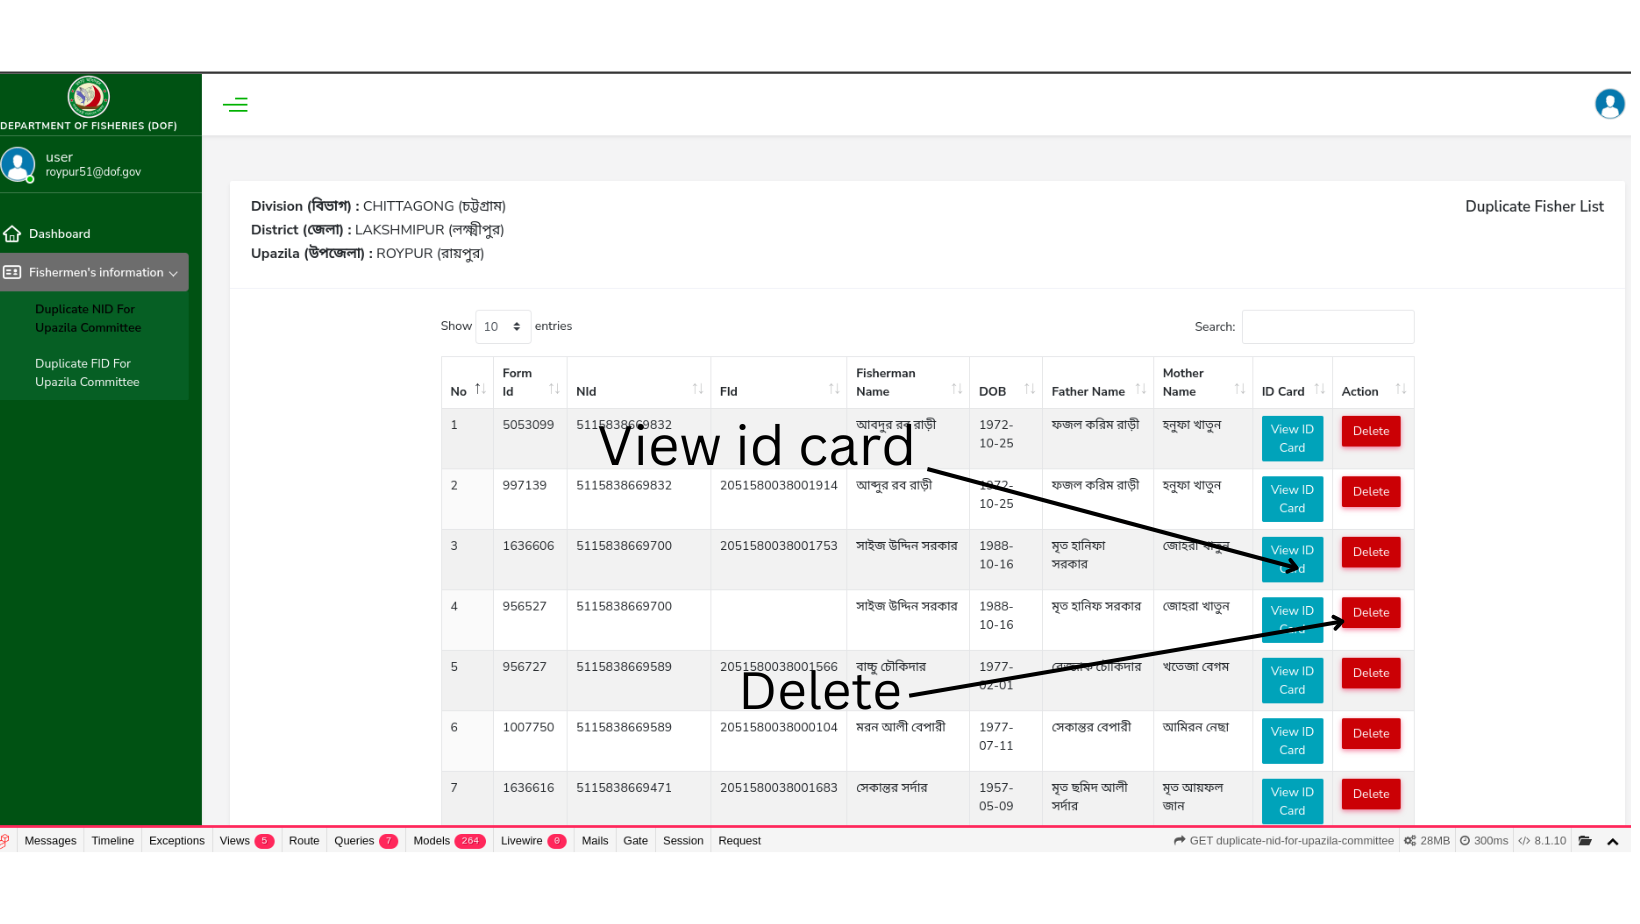 DEPARTMENT OF FISHERIES (DOF)
user
roypur51@dof.gov
Dashboard
Fishermen's information
Duplicate NID For
Upazila Committee
Duplicate FID For
Upazila Committee
Division (বিভাগ) : CHITTAGONG (চট্টগ্রাম)
Duplicate Fisher List
District (জেলা) : LAKSHMIPUR (লক্ষ্মীপুর)
Upazila (উপজেলা) : ROYPUR (রায়পুর)
Show 10 entries
Search:
No Form Id NId FId Fisherman Name DOB Father Name Mother Name ID Card Action
1 5053099 5115838669832 আবদুর রব রাড়ী 1972-10-25 ফজল করিম রাড়ী হনুফা খাতুন View ID Card Delete
View id card
2 997139 5115838669832 2051580038001914 আব্দুর রব রাড়ী 1972-10-25 ফজল করিম রাড়ী হনুফা খাতুন View ID Card Delete
3 1636606 5115838669700 2051580038001753 সাইজ উদ্দিন সরকার 1988-10-16 মৃত হানিফা সরকার জোহরা খাতুন View ID Card Delete
4 956527 5115838669700 সাইজ উদ্দিন সরকার 1988-10-16 মৃত হানিফ সরকার জোহরা খাতুন View ID Card Delete
5 956727 5115838669589 2051580038001566 বাচ্চু চৌকিদার 1977-02-01 চৌকিদার খতেজা বেগম View ID Card Delete
Delete
6 1007750 5115838669589 2051580038000104 মরন আলী বেপারী 1977-07-11 সেকান্তর বেপারী আমিরন নেছা View ID Card Delete
7 1636616 5115838669471 2051580038001683 সেকান্তর সর্দার 1957-05-09 মৃত ছমিদ আলী সর্দার মৃত আয়ফল জান View ID Card Delete
Messages Timeline Exceptions Views 5 Route Queries 7 Models 264 Livewire 0 Mails Gate Session Request GET duplicate-nid-for-upazila-committee 28MB 300ms 8.1.10